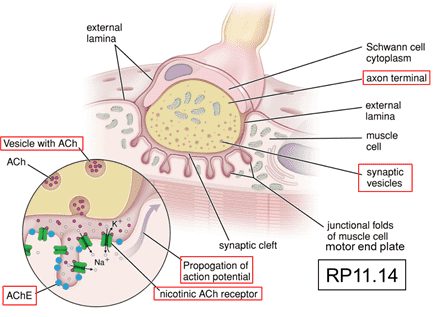 external
lamina
Schwann cell
cytoplasm
axon terminal
external
lamina
muscle
cell
synaptic
vesicles
junctional folds
of muscle cell
motor end plate
synaptic cleft
Vesicle with ACh
ACh
K⁺
Na⁺
Propogation of
action potential
nicotinic ACh receptor
AChE
RP11.14